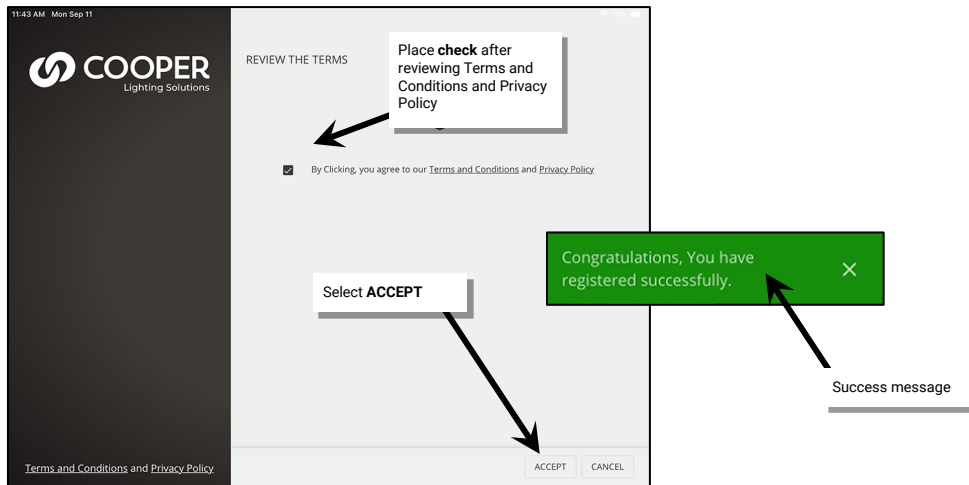 11:43 AM Mon Sep 11
76%
COOPER
Lighting Solutions
REVIEW THE TERMS
Place check after
reviewing Terms and
Conditions and Privacy
Policy
By Clicking, you agree to our Terms and Conditions and Privacy Policy
Congratulations, You have
registered successfully.
Select ACCEPT
Success message
Terms and Conditions and Privacy Policy
ACCEPT CANCEL